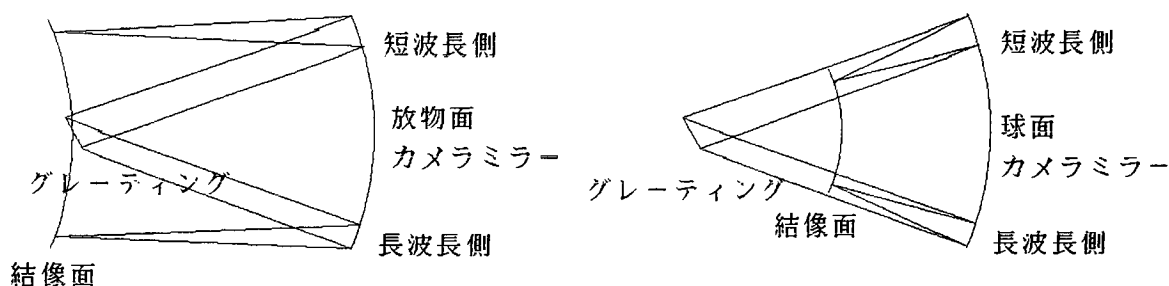 短波長側
放物面
カメラミラー
グレーティング
長波長側
結像面
短波長側
球面
カメラミラー
グレーティング
結像面
長波長側